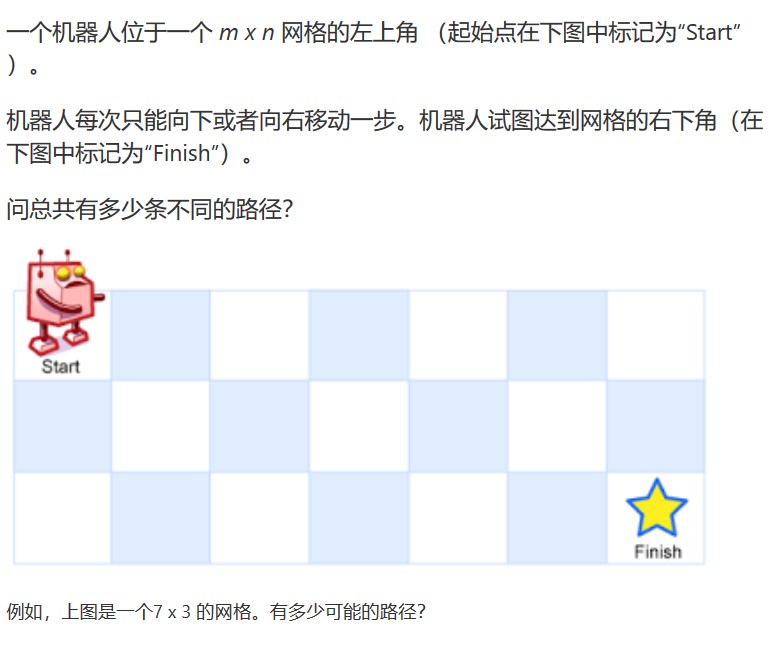 一个机器人位于一个 m x n 网格的左上角 （起始点在下图中标记为“Start”
）。
机器人每次只能向下或者向右移动一步。机器人试图达到网格的右下角（在
下图中标记为“Finish”）。
问总共有多少条不同的路径？
Start
Finish
例如，上图是一个7 x 3 的网格。有多少可能的路径？